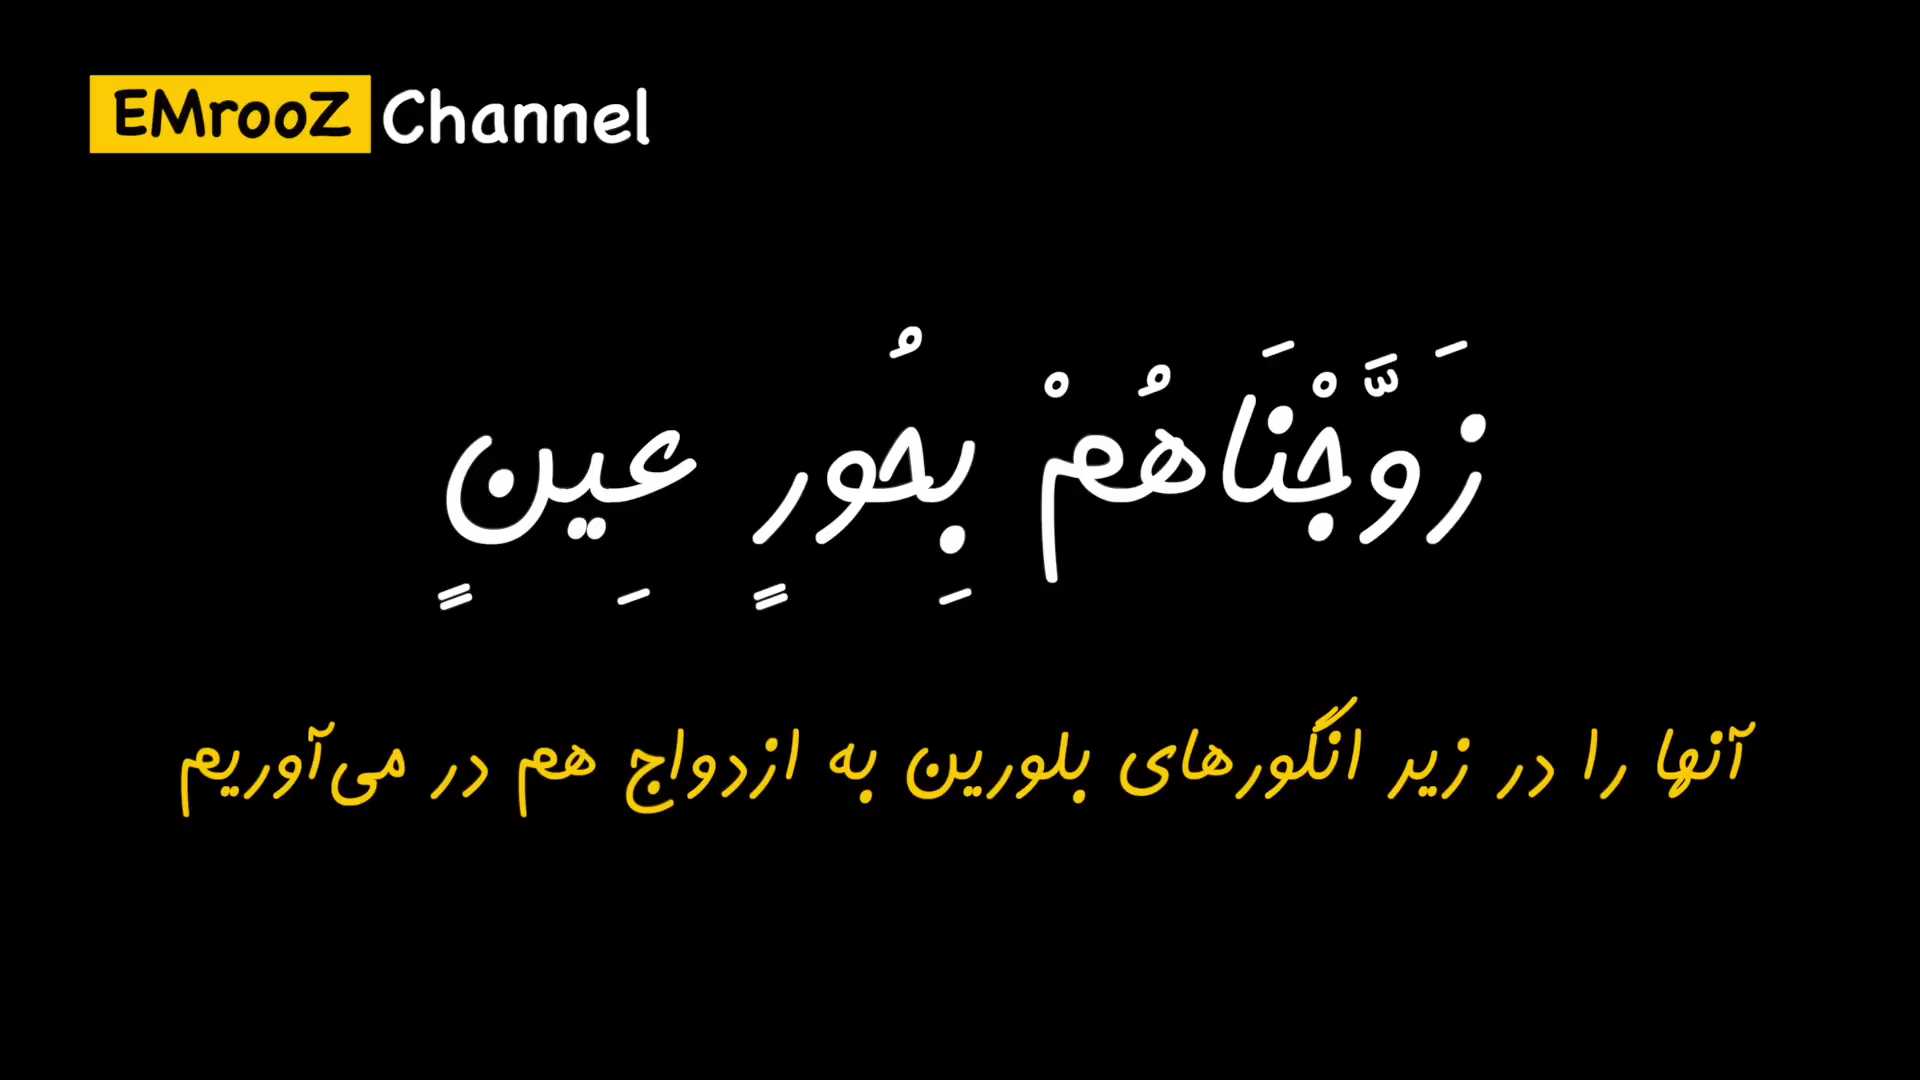 EMrooZ Channel
زَوَّجْنَاهُمْ بِحُورٍ عِينٍ
آنها را در زیر انگورهای بلورین به ازدواج هم در می‌آوریم